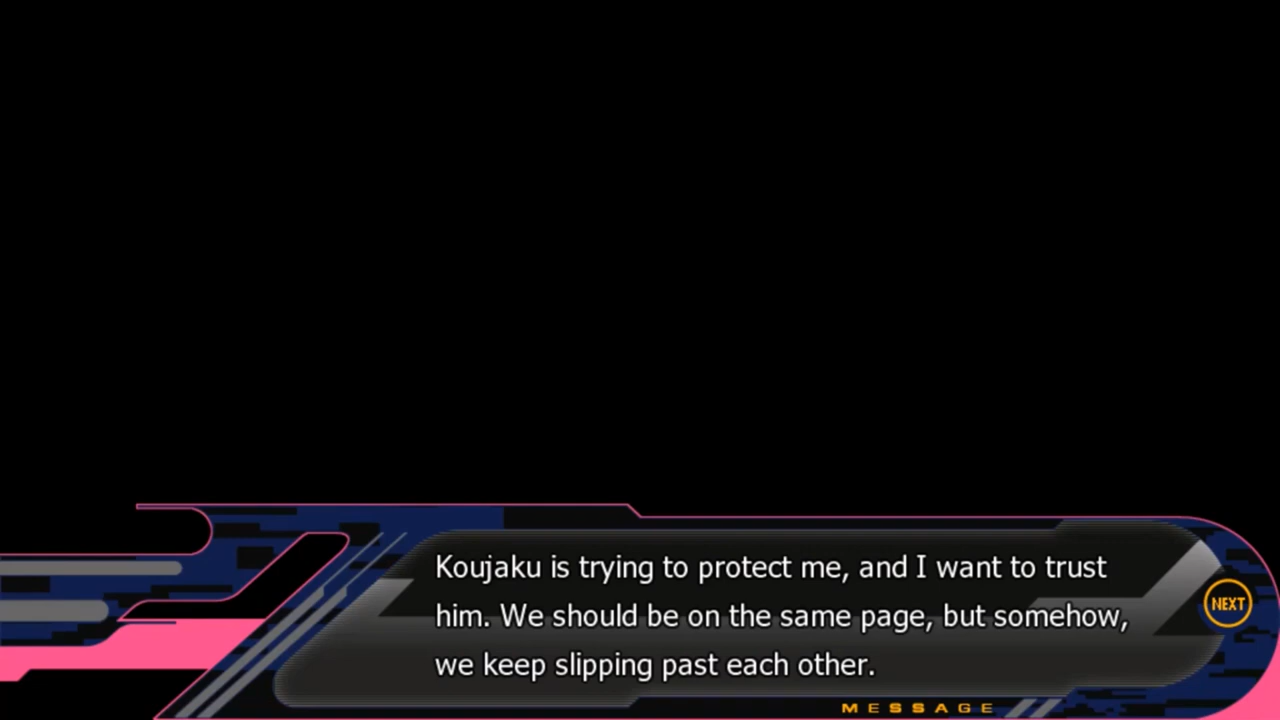 Koujaku is trying to protect me, and I want to trust
him. We should be on the same page, but somehow,
we keep slipping past each other.
NEXT
MESSAGE